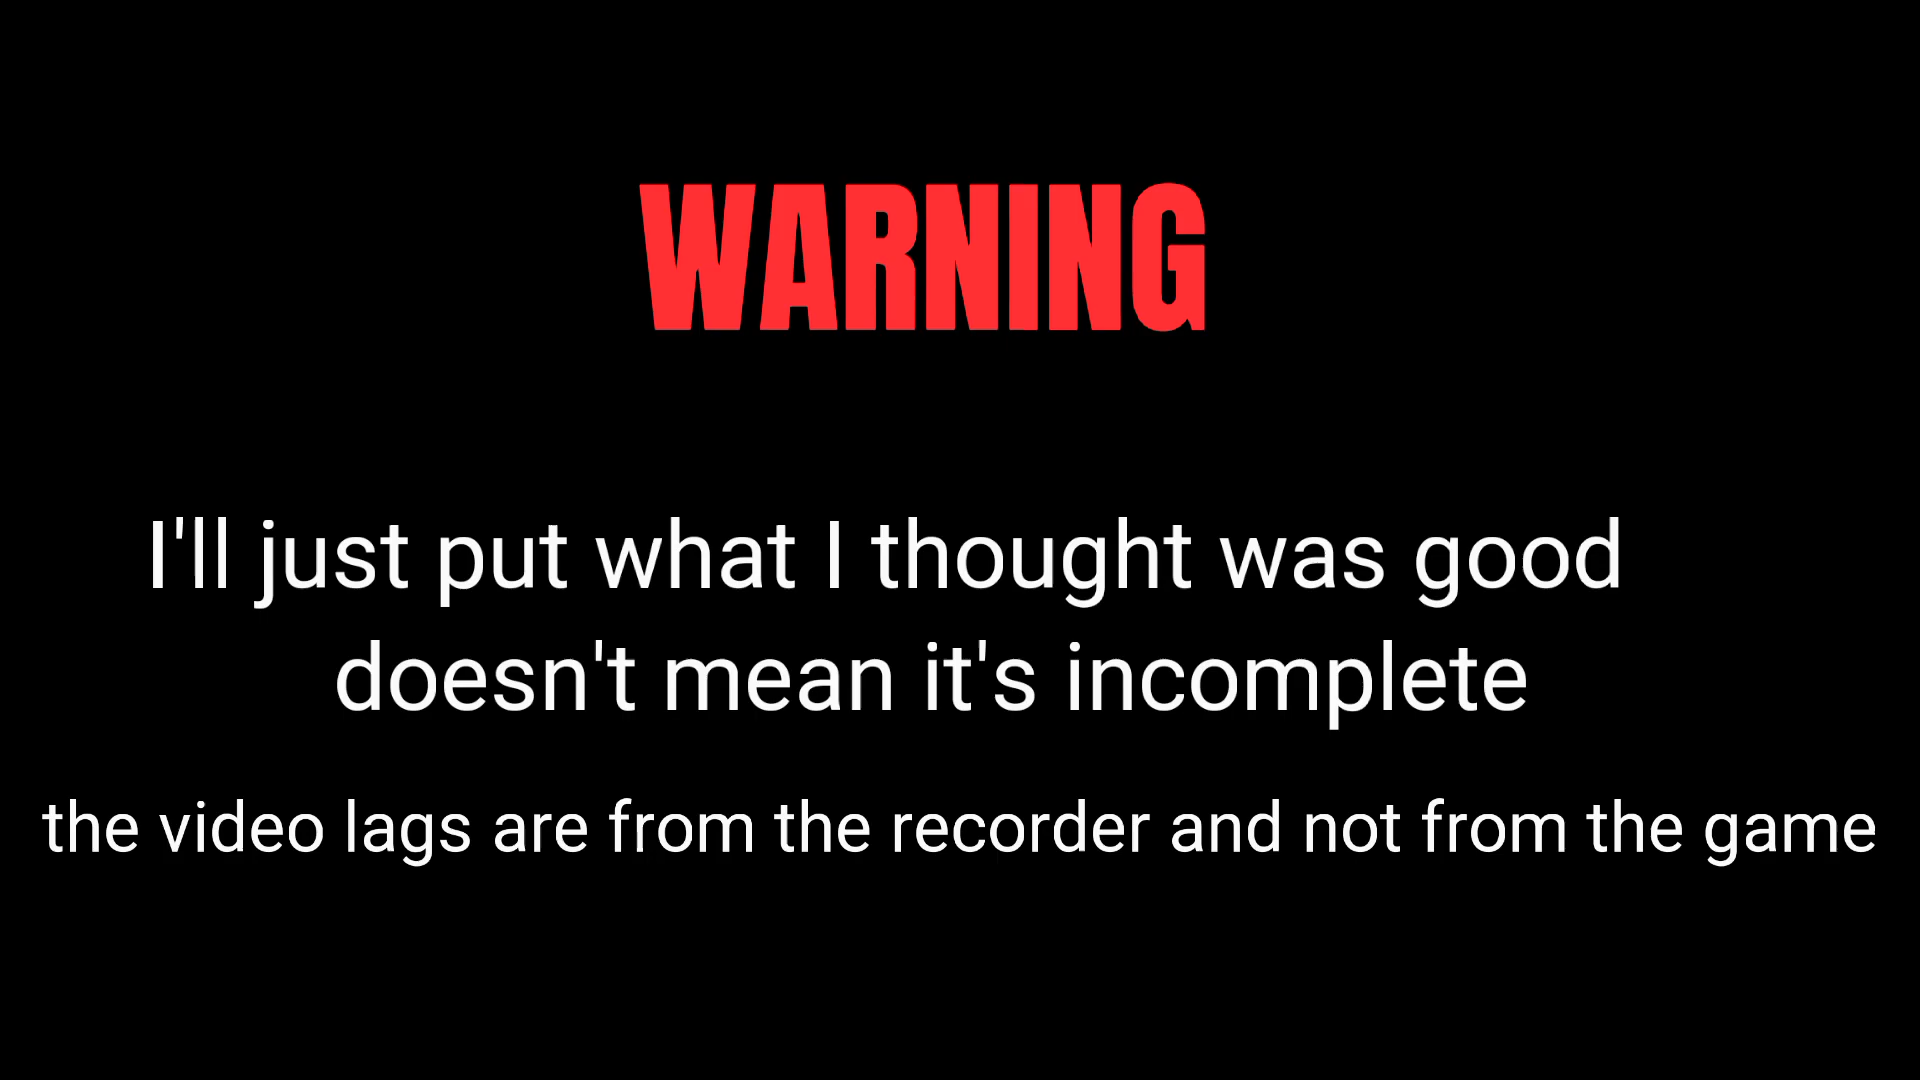 WARNING
I'll just put what I thought was good
doesn't mean it's incomplete
the video lags are from the recorder and not from the game